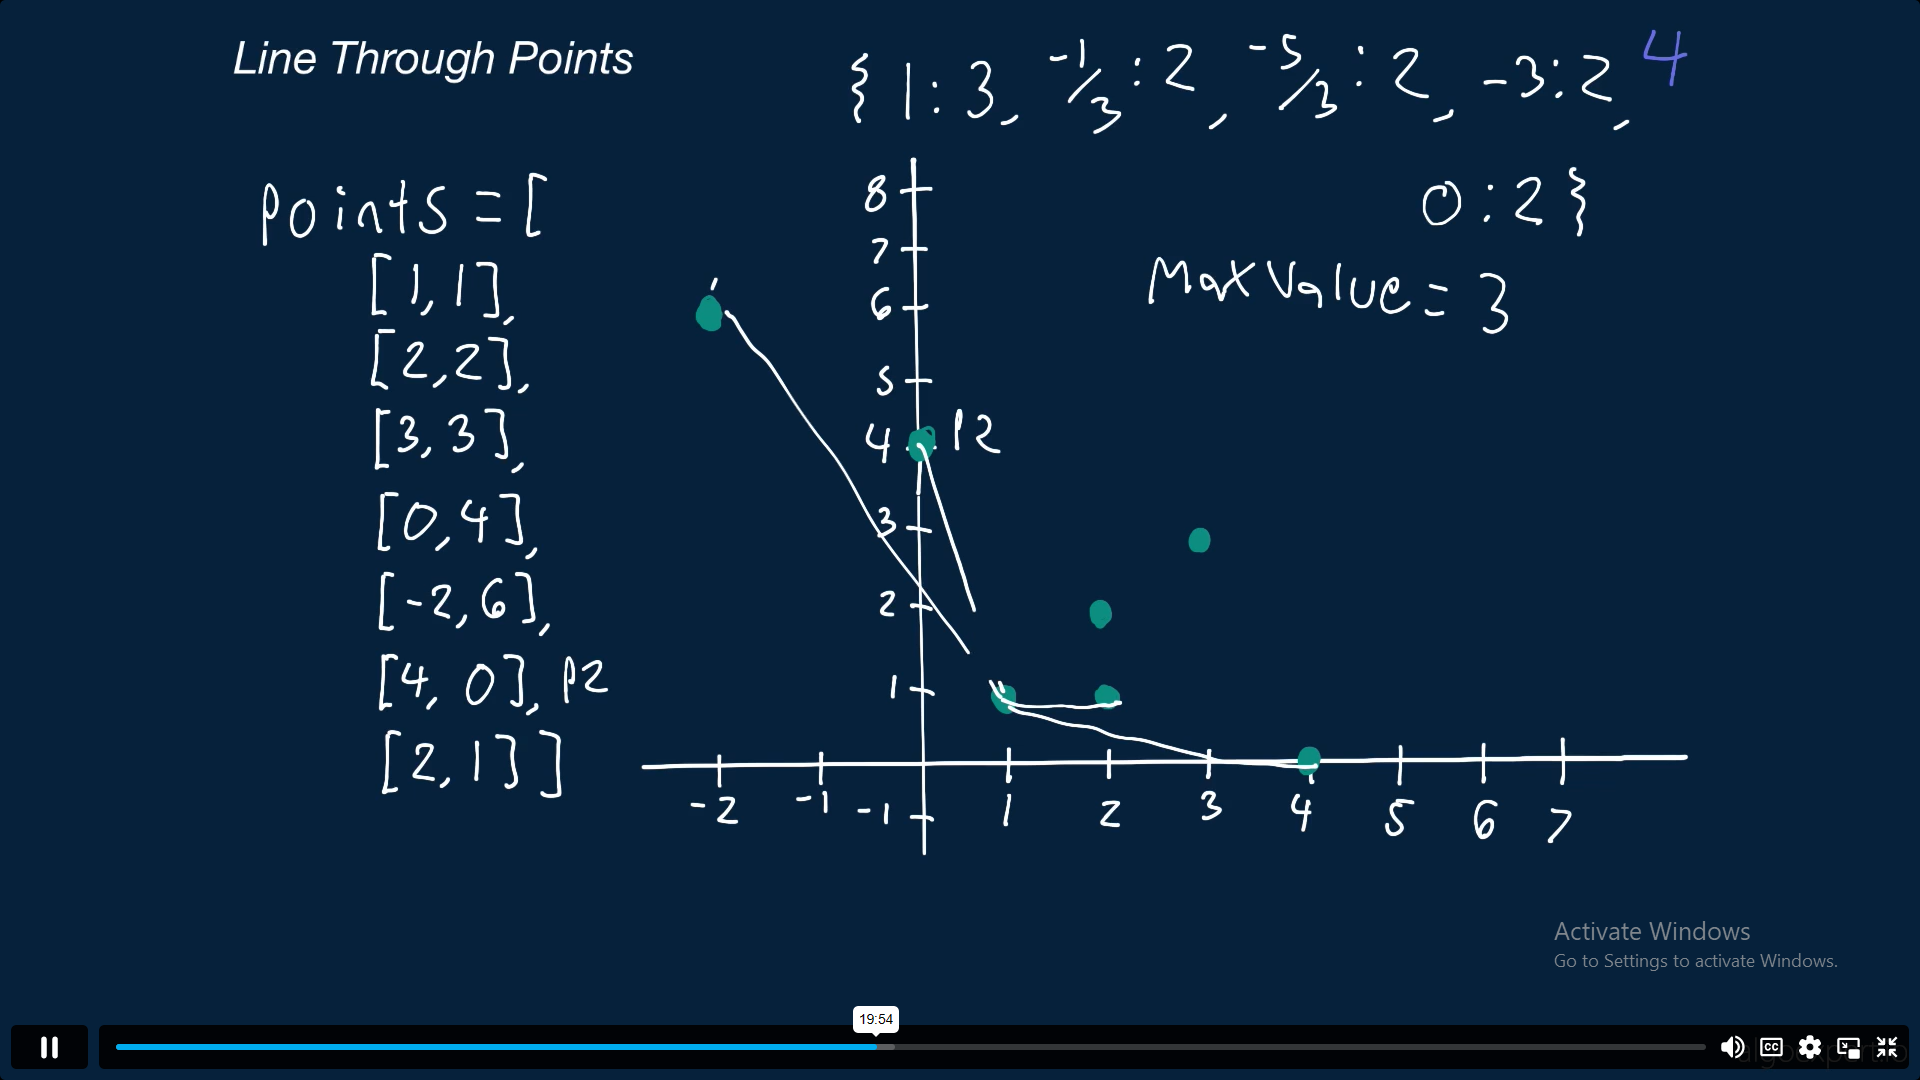 Line Through Points
{ 1 : 3, -1/3 : 2, -5/3 : 2, -3 : 2, 4
0 : 2 }
points = [
[1, 1],
[2, 2],
[3, 3],
[0, 4],
[-2, 6],
[4, 0], P2
[2, 1] ]
Max Value = 3
8
7
6
5
4 P2
3
2
1
-2 -1 -1 1 2 3 4 5 6 7
Activate Windows
Go to Settings to activate Windows.
19:54
CC